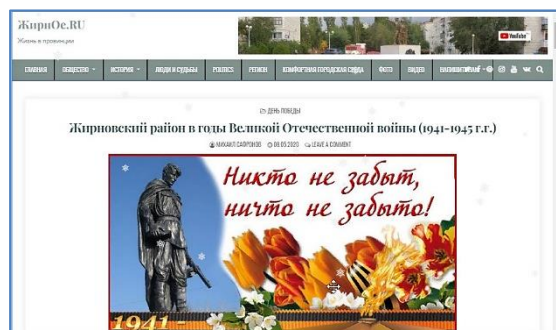 ЖирнОе.RU
Жизнь в провинции
YouTube
ГЛАВНАЯ ОБЩЕСТВО ИСТОРИЯ ЛЮДИ И СУДЬБЫ POLITICS РЕГИОН КОМФОРТНАЯ ГОРОДСКАЯ СРЕДА ФОТО ВИДЕО
ДЕНЬ ПОБЕДЫ
Жирновский район в годы Великой Отечественной войны (1941-1945 г.г.)
МИХАИЛ САФРОНОВ 08.05.2020 LEAVE A COMMENT
Никто не забыт,
ничто не забыто!
1941-